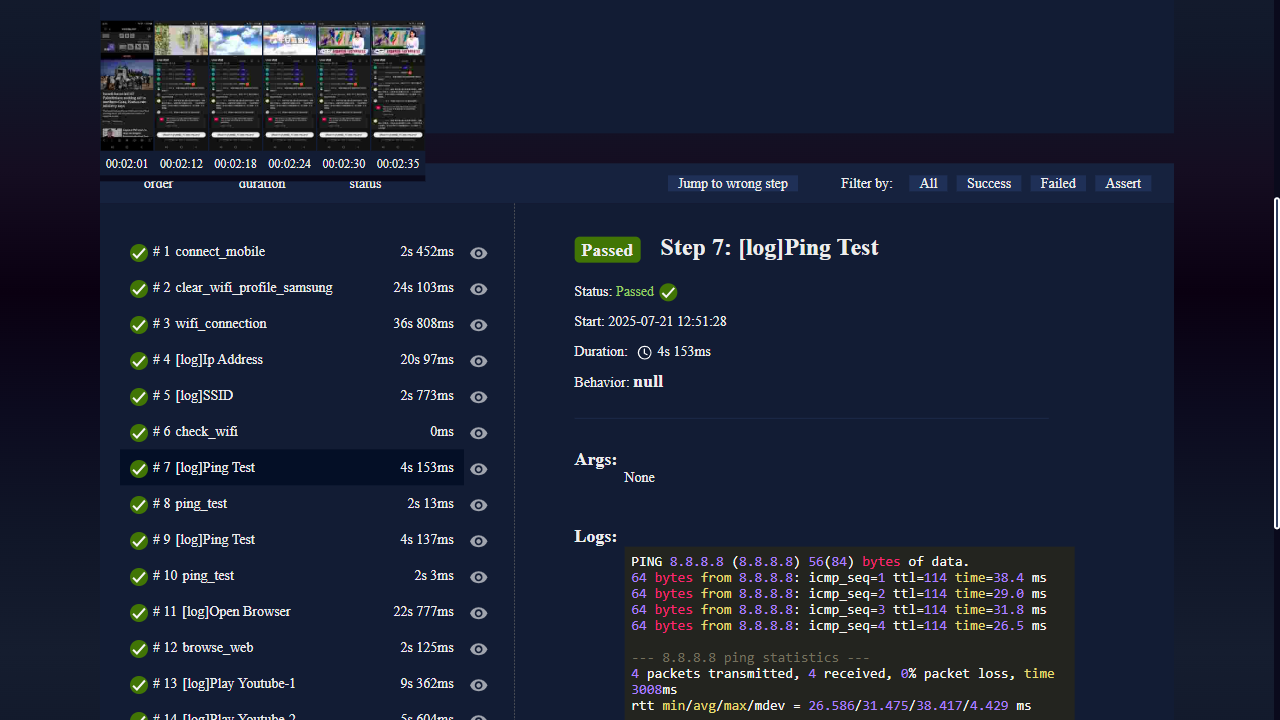 00:02:01 00:02:12 00:02:18 00:02:24 00:02:30 00:02:35
order duration status
Jump to wrong step Filter by: All Success Failed Assert
# 1 connect_mobile 2s 452ms
# 2 clear_wifi_profile_samsung 24s 103ms
# 3 wifi_connection 36s 808ms
# 4 [log]Ip Address 20s 97ms
# 5 [log]SSID 2s 773ms
# 6 check_wifi 0ms
# 7 [log]Ping Test 4s 153ms
# 8 ping_test 2s 13ms
# 9 [log]Ping Test 4s 137ms
# 10 ping_test 2s 3ms
# 11 [log]Open Browser 22s 777ms
# 12 browse_web 2s 125ms
# 13 [log]Play Youtube-1 9s 362ms
# 14 [log]Play Youtube-2 5s 604ms
Passed Step 7: [log]Ping Test
Status: Passed
Start: 2025-07-21 12:51:28
Duration: 4s 153ms
Behavior: null
Args:
None
Logs:
PING 8.8.8.8 (8.8.8.8) 56(84) bytes of data.
64 bytes from 8.8.8.8: icmp_seq=1 ttl=114 time=38.4 ms
64 bytes from 8.8.8.8: icmp_seq=2 ttl=114 time=29.0 ms
64 bytes from 8.8.8.8: icmp_seq=3 ttl=114 time=31.8 ms
64 bytes from 8.8.8.8: icmp_seq=4 ttl=114 time=26.5 ms
--- 8.8.8.8 ping statistics ---
4 packets transmitted, 4 received, 0% packet loss, time
3008ms
rtt min/avg/max/mdev = 26.586/31.475/38.417/4.429 ms